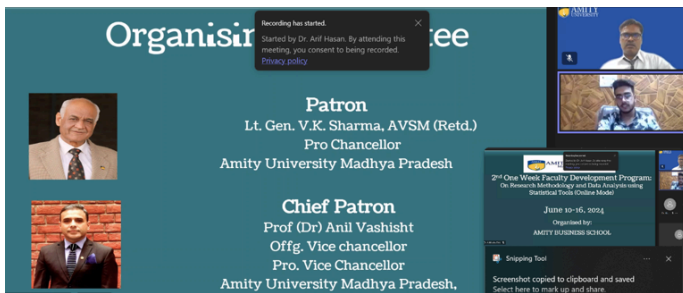 Organisin
tee
Recording has started.
Started by Dr. Arif Hasan. By attending this
meeting, you consent to being recorded.
Privacy policy
Patron
Lt. Gen. V.K. Sharma, AVSM (Retd.)
Pro Chancellor
Amity University Madhya Pradesh
Chief Patron
Prof (Dr) Anil Vashisht
Offg. Vice chancellor
Pro. Vice Chancellor
Amity University Madhya Pradesh,
AMITY
UNIVERSITY
AMI
2nd One Week Faculty Development Program:
On Research Methodology and Data Analysis using
Statistical Tools (Online Mode)
June 10-16, 2024
Organised by:
AMITY BUSINESS SCHOOL
Snipping Tool
Screenshot copied to clipboard and saved
Select here to mark up and share.